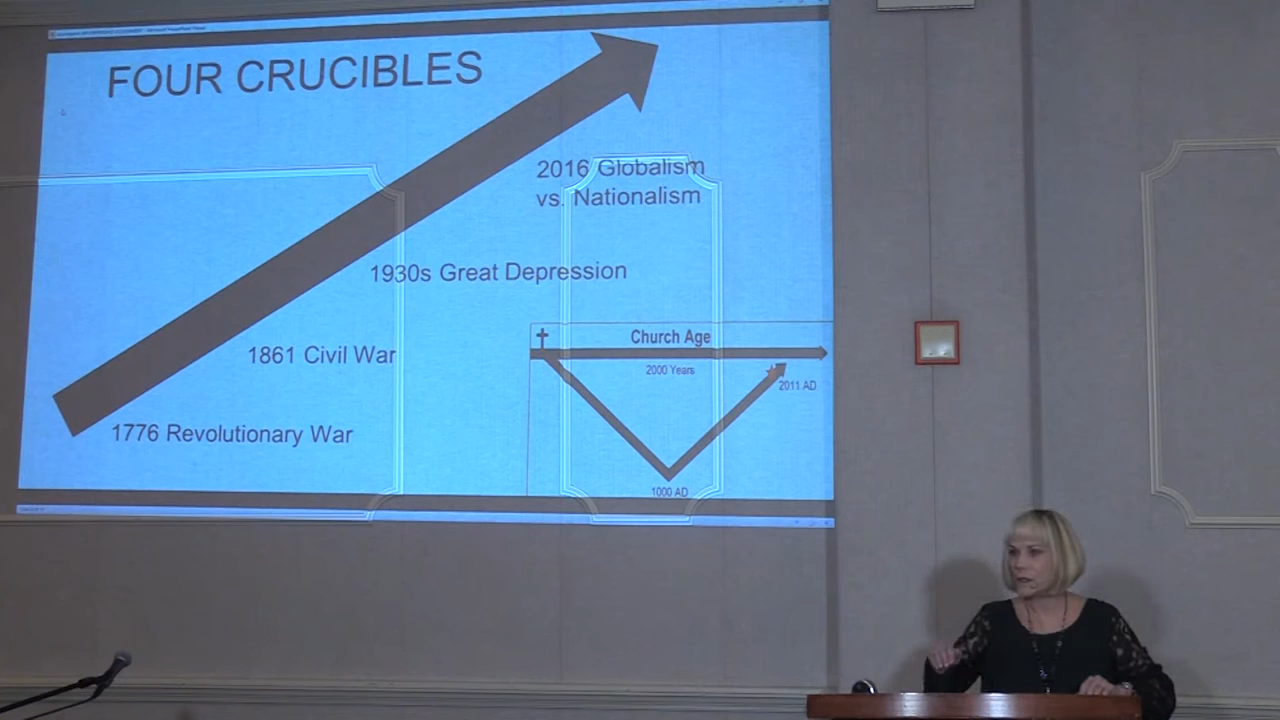 FOUR CRUCIBLES
2016 Globalism
vs. Nationalism
1930s Great Depression
1861 Civil War
1776 Revolutionary War
Church Age
2000 Years
2011 AD
1000 AD